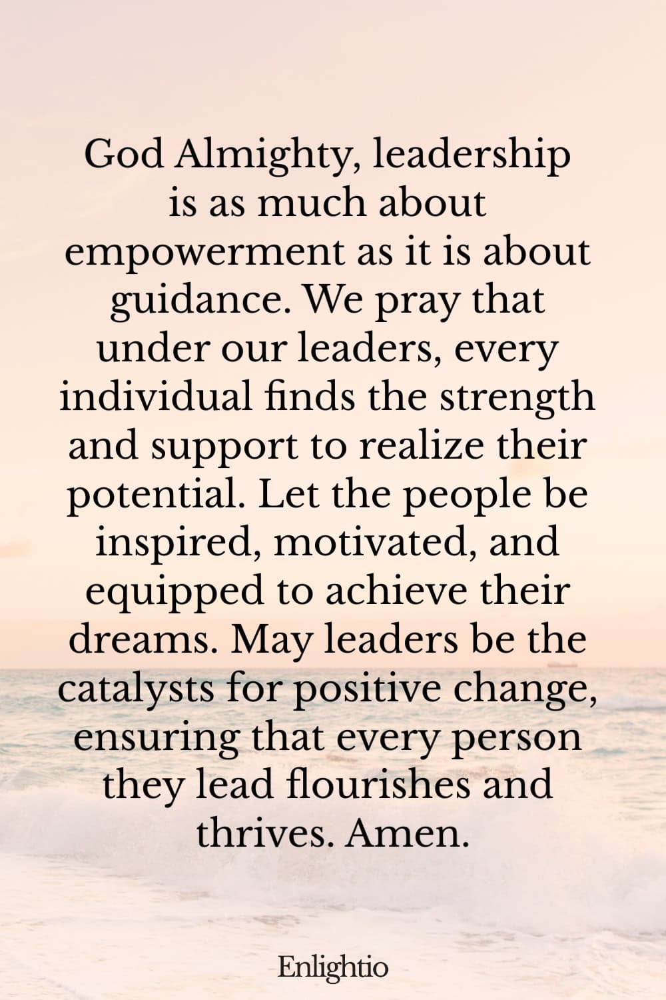 God Almighty, leadership
is as much about
empowerment as it is about
guidance. We pray that
under our leaders, every
individual finds the strength
and support to realize their
potential. Let the people be
inspired, motivated, and
equipped to achieve their
dreams. May leaders be the
catalysts for positive change,
ensuring that every person
they lead flourishes and
thrives. Amen.
Enlightio